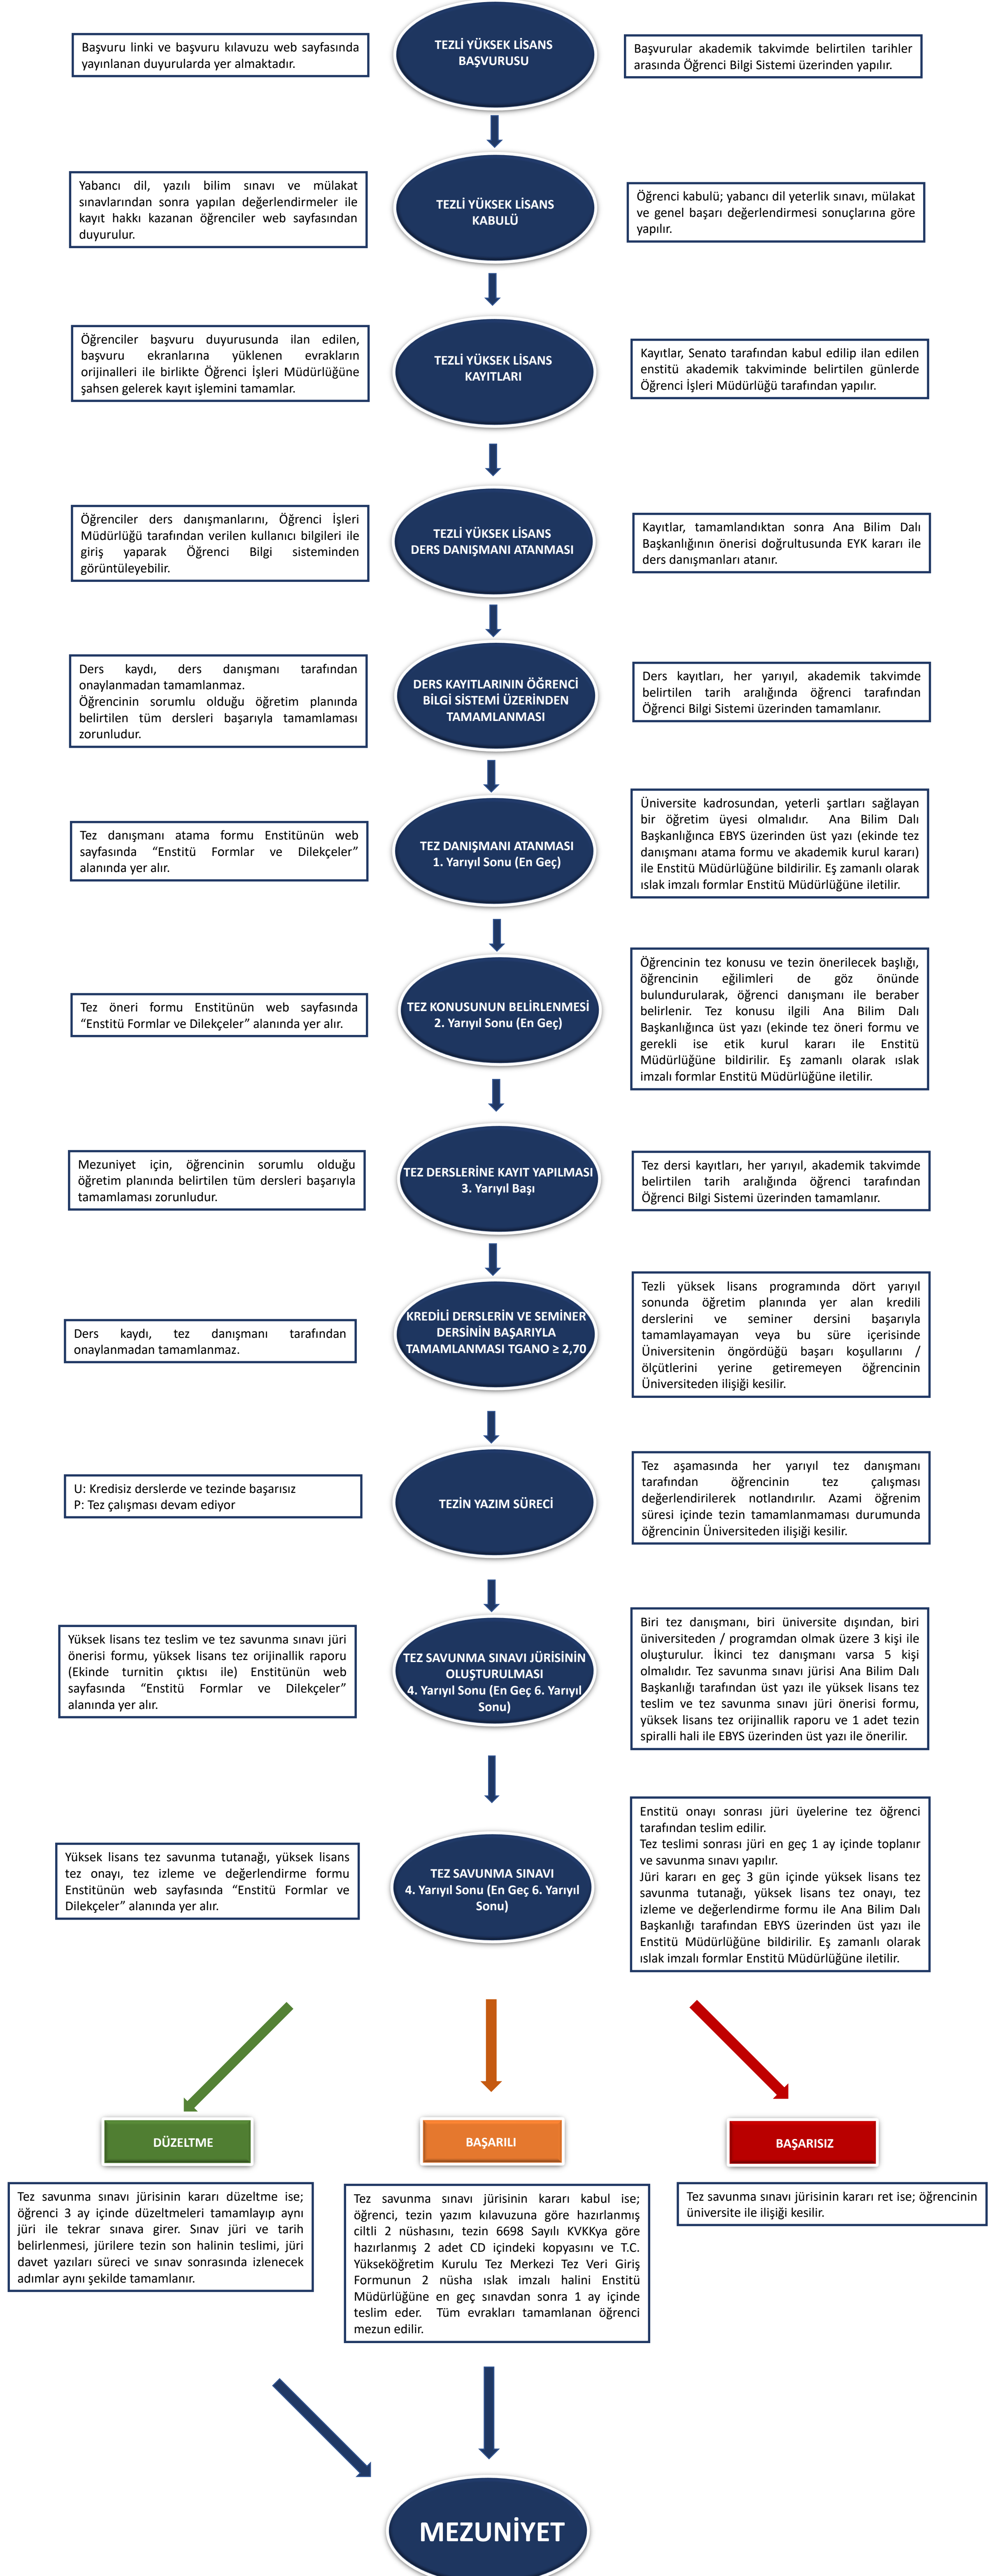 TEZLİ YÜKSEK LİSANS
BAŞVURUSU
Başvuru linki ve başvuru kılavuzu web sayfasında
yayınlanan duyurularda yer almaktadır.
Başvurular akademik takvimde belirtilen tarihler
arasında Öğrenci Bilgi Sistemi üzerinden yapılır.
Yabancı dil, yazılı bilim sınavı ve mülakat
sınavlarından sonra yapılan değerlendirmeler ile
kayıt hakkı kazanan öğrenciler web sayfasından
duyurulur.
TEZLİ YÜKSEK LİSANS
KABULÜ
Öğrenci kabulü; yabancı dil yeterlik sınavı, mülakat
ve genel başarı değerlendirmesi sonuçlarına göre
yapılır.
Öğrenciler başvuru duyurusunda ilan edilen,
başvuru ekranlarına yüklenen evrakların
orijinalleri ile birlikte Öğrenci İşleri Müdürlüğüne
şahsen gelerek kayıt işlemini tamamlar.
TEZLİ YÜKSEK LİSANS
KAYITLARI
Kayıtlar, Senato tarafından kabul edilip ilan edilen
enstitü akademik takviminde belirtilen günlerde
Öğrenci İşleri Müdürlüğü tarafından yapılır.
Öğrenciler ders danışmanlarını, Öğrenci İşleri
Müdürlüğü tarafından verilen kullanıcı bilgileri ile
giriş yaparak Öğrenci Bilgi sisteminden
görüntüleyebilir.
TEZLİ YÜKSEK LİSANS
DERS DANIŞMANI ATANMASI
Kayıtlar, tamamlandıktan sonra Ana Bilim Dalı
Başkanlığının önerisi doğrultusunda EYK kararı ile
ders danışmanları atanır.
Ders kaydı, ders danışmanı tarafından
onaylanmadan tamamlanmaz.
Öğrencinin sorumlu olduğu öğretim planında
belirtilen tüm dersleri başarıyla tamamlaması
zorunludur.
DERS KAYITLARININ ÖĞRENCİ
BİLGİ SİSTEMİ ÜZERİNDEN
TAMAMLANMASI
Ders kayıtları, her yarıyıl, akademik takvimde
belirtilen tarih aralığında öğrenci tarafından
Öğrenci Bilgi Sistemi üzerinden tamamlanır.
Tez danışmanı atama formu Enstitünün web
sayfasında “Enstitü Formlar ve Dilekçeler”
alanında yer alır.
TEZ DANIŞMANI ATANMASI
1. Yarıyıl Sonu (En Geç)
Üniversite kadrosundan, yeterli şartları sağlayan
bir öğretim üyesi olmalıdır. Ana Bilim Dalı
Başkanlığınca EBYS üzerinden üst yazı (ekinde tez
danışmanı atama formu ve akademik kurul kararı)
ile Enstitü Müdürlüğüne bildirilir. Eş zamanlı olarak
ıslak imzalı formlar Enstitü Müdürlüğüne iletilir.
Tez öneri formu Enstitünün web sayfasında
“Enstitü Formlar ve Dilekçeler” alanında yer alır.
TEZ KONUSUNUN BELİRLENMESİ
2. Yarıyıl Sonu (En Geç)
Öğrencinin tez konusu ve tezin önerilecek başlığı,
öğrencinin eğilimleri de göz önünde
bulundurularak, öğrenci danışmanı ile beraber
belirlenir. Tez konusu ilgili Ana Bilim Dalı
Başkanlığınca üst yazı (ekinde tez öneri formu ve
gerekli ise etik kurul kararı ile Enstitü
Müdürlüğüne bildirilir. Eş zamanlı olarak ıslak
imzalı formlar Enstitü Müdürlüğüne iletilir.
Mezuniyet için, öğrencinin sorumlu olduğu
öğretim planında belirtilen tüm dersleri başarıyla
tamamlaması zorunludur.
TEZ DERSLERİNE KAYIT YAPILMASI
3. Yarıyıl Başı
Tez dersi kayıtları, her yarıyıl, akademik takvimde
belirtilen tarih aralığında öğrenci tarafından
Öğrenci Bilgi Sistemi üzerinden tamamlanır.
Ders kaydı, tez danışmanı tarafından
onaylanmadan tamamlanmaz.
KREDİLİ DERSLERİN VE SEMİNER
DERSİNİN BAŞARIYLA
TAMAMLANMASI TGANO ≥ 2,70
Tezli yüksek lisans programında dört yarıyıl
sonunda öğretim planında yer alan kredili
derslerini ve seminer dersini başarıyla
tamamlayamayan veya bu süre içerisinde
Üniversitenin öngördüğü başarı koşullarını /
ölçütlerini yerine getiremeyen öğrencinin
Üniversiteden ilişiği kesilir.
U: Kredisiz derslerde ve tezinde başarısız
P: Tez çalışması devam ediyor
TEZİN YAZIM SÜRECİ
Tez aşamasında her yarıyıl tez danışmanı
tarafından öğrencinin tez çalışması
değerlendirilerek notlandırılır. Azami öğrenim
süresi içinde tezin tamamlanmaması durumunda
öğrencinin Üniversiteden ilişiği kesilir.
Yüksek lisans tez teslim ve tez savunma sınavı jüri
önerisi formu, yüksek lisans tez orijinallik raporu
(Ekinde turnitin çıktısı ile) Enstitünün web
sayfasında “Enstitü Formlar ve Dilekçeler”
alanında yer alır.
TEZ SAVUNMA SINAVI JÜRİSİNİN
OLUŞTURULMASI
4. Yarıyıl Sonu (En Geç 6. Yarıyıl
Sonu)
Biri tez danışmanı, biri üniversite dışından, biri
üniversiteden / programdan olmak üzere 3 kişi ile
oluşturulur. İkinci tez danışmanı varsa 5 kişi
olmalıdır. Tez savunma sınavı jürisi Ana Bilim Dalı
Başkanlığı tarafından üst yazı ile yüksek lisans tez
teslim ve tez savunma sınavı jüri önerisi formu,
yüksek lisans tez orijinallik raporu ve 1 adet tezin
spiralli hali ile EBYS üzerinden üst yazı ile önerilir.
Yüksek lisans tez savunma tutanağı, yüksek lisans
tez onayı, tez izleme ve değerlendirme formu
Enstitünün web sayfasında “Enstitü Formlar ve
Dilekçeler” alanında yer alır.
TEZ SAVUNMA SINAVI
4. Yarıyıl Sonu (En Geç 6. Yarıyıl
Sonu)
Enstitü onayı sonrası jüri üyelerine tez öğrenci
tarafından teslim edilir.
Tez teslimi sonrası jüri en geç 1 ay içinde toplanır
ve savunma sınavı yapılır.
Jüri kararı en geç 3 gün içinde yüksek lisans tez
savunma tutanağı, yüksek lisans tez onayı, tez
izleme ve değerlendirme formu ile Ana Bilim Dalı
Başkanlığı tarafından EBYS üzerinden üst yazı ile
Enstitü Müdürlüğüne bildirilir. Eş zamanlı olarak
ıslak imzalı formlar Enstitü Müdürlüğüne iletilir.
DÜZELTME
BAŞARILI
BAŞARISIZ
Tez savunma sınavı jürisinin kararı düzeltme ise;
öğrenci 3 ay içinde düzeltmeleri tamamlayıp aynı
jüri ile tekrar sınava girer. Sınav jüri ve tarih
belirlenmesi, jürilere tezin son halinin teslimi, jüri
davet yazıları süreci ve sınav sonrasında izlenecek
adımlar aynı şekilde tamamlanır.
Tez savunma sınavı jürisinin kararı kabul ise;
öğrenci, tezin yazım kılavuzuna göre hazırlanmış
ciltli 2 nüshasını, tezin 6698 Sayılı KVKKya göre
hazırlanmış 2 adet CD içindeki kopyasını ve T.C.
Yükseköğretim Kurulu Tez Merkezi Tez Veri Giriş
Formunun 2 nüsha ıslak imzalı halini Enstitü
Müdürlüğüne en geç sınavdan sonra 1 ay içinde
teslim eder. Tüm evrakları tamamlanan öğrenci
mezun edilir.
Tez savunma sınavı jürisinin kararı ret ise; öğrencinin
üniversite ile ilişiği kesilir.
MEZUNİYET